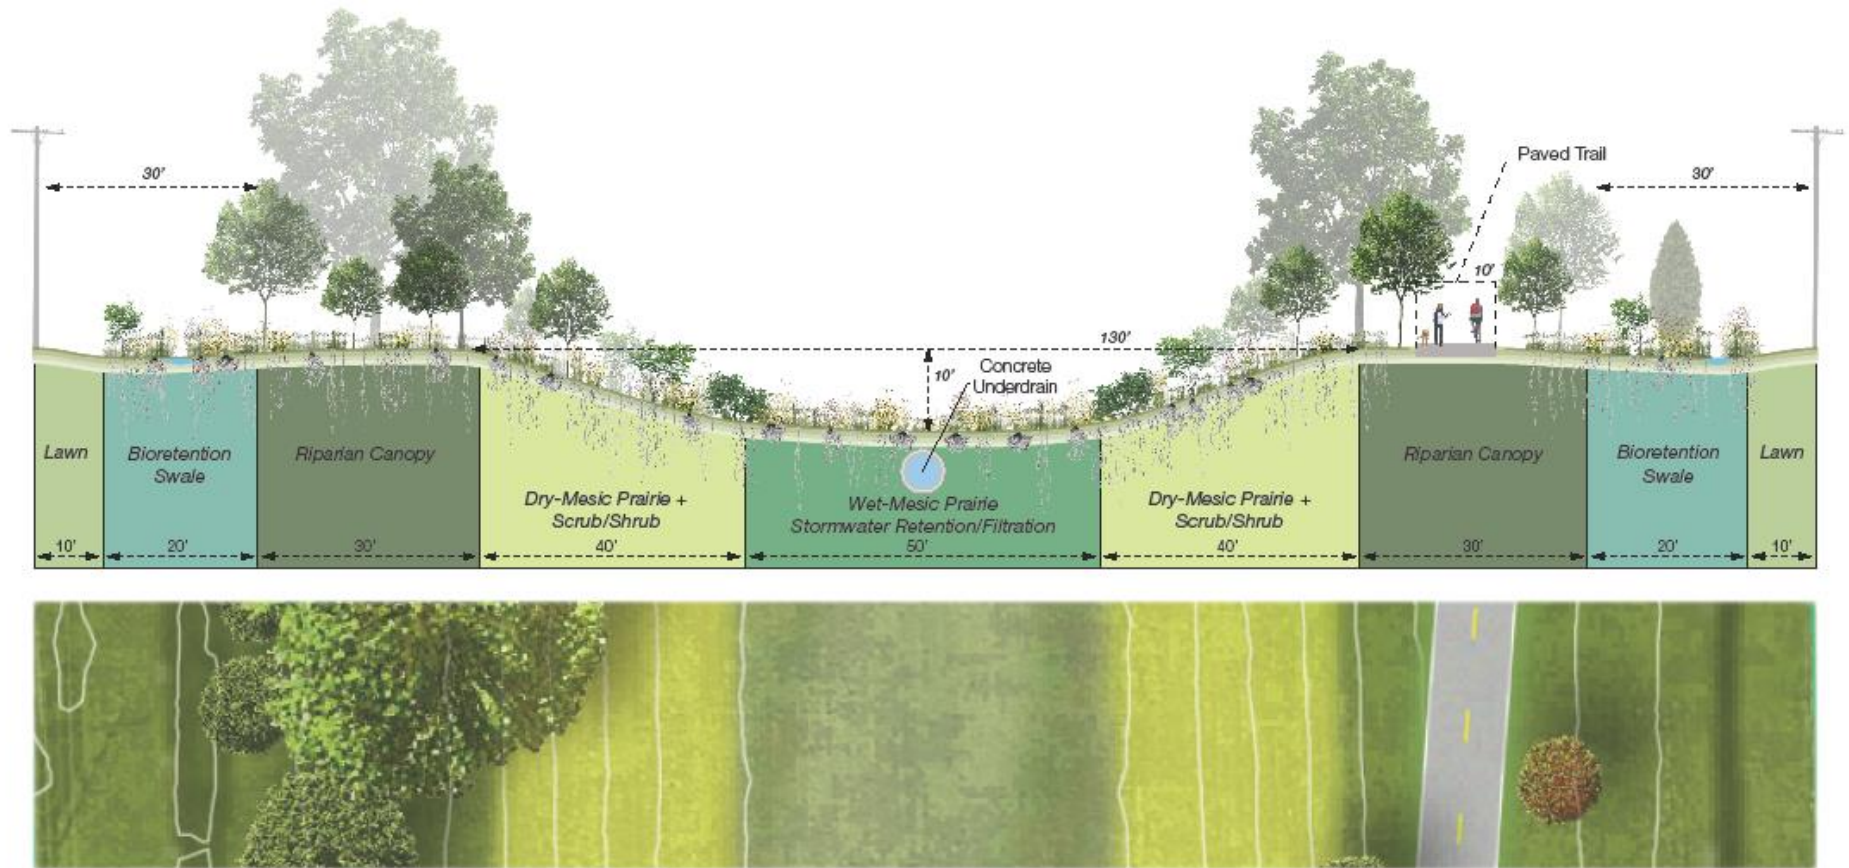 Paved Trail
30'
30'
10'
130'
10'
Concrete
Underdrain
Lawn
Bioretention
Swale
Riparian Canopy
Dry-Mesic Prairie +
Scrub/Shrub
Wet-Mesic Prairie
Stormwater Retention/Filtration
Dry-Mesic Prairie +
Scrub/Shrub
Riparian Canopy
Bioretention
Swale
Lawn
10'
20'
30'
40'
50'
40'
30'
20'
10'